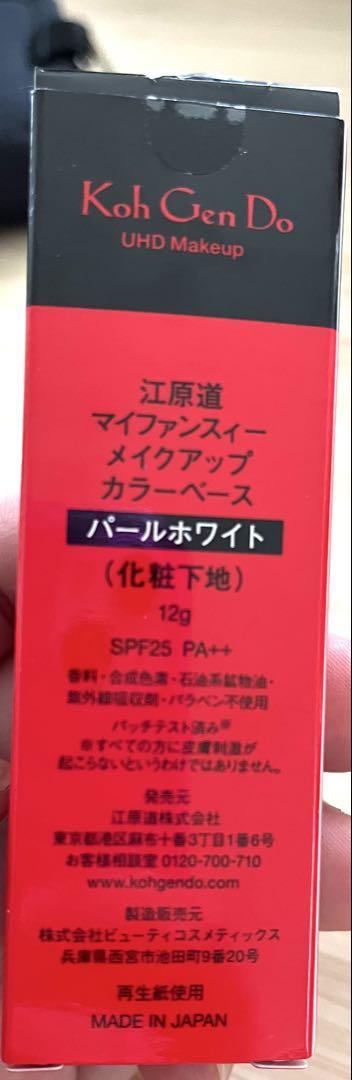 Koh Gen Do
UHD Makeup
江原道
マイファンスィー
メイクアップ
カラーベース
パールホワイト
（化粧下地）
12g
SPF25 PA++
香料・合成色素・石油系鉱物油・
紫外線吸収剤・パラベン不使用
パッチテスト済み※
※すべての方に皮膚刺激が
起こらないというわけではありません。
発売元
江原道株式会社
東京都港区麻布十番3丁目1番6号
お客様相談室 0120-700-710
www.kohgendo.com
製造販売元
株式会社ビューティコスメティックス
兵庫県西宮市池田町9番20号
再生紙使用
MADE IN JAPAN